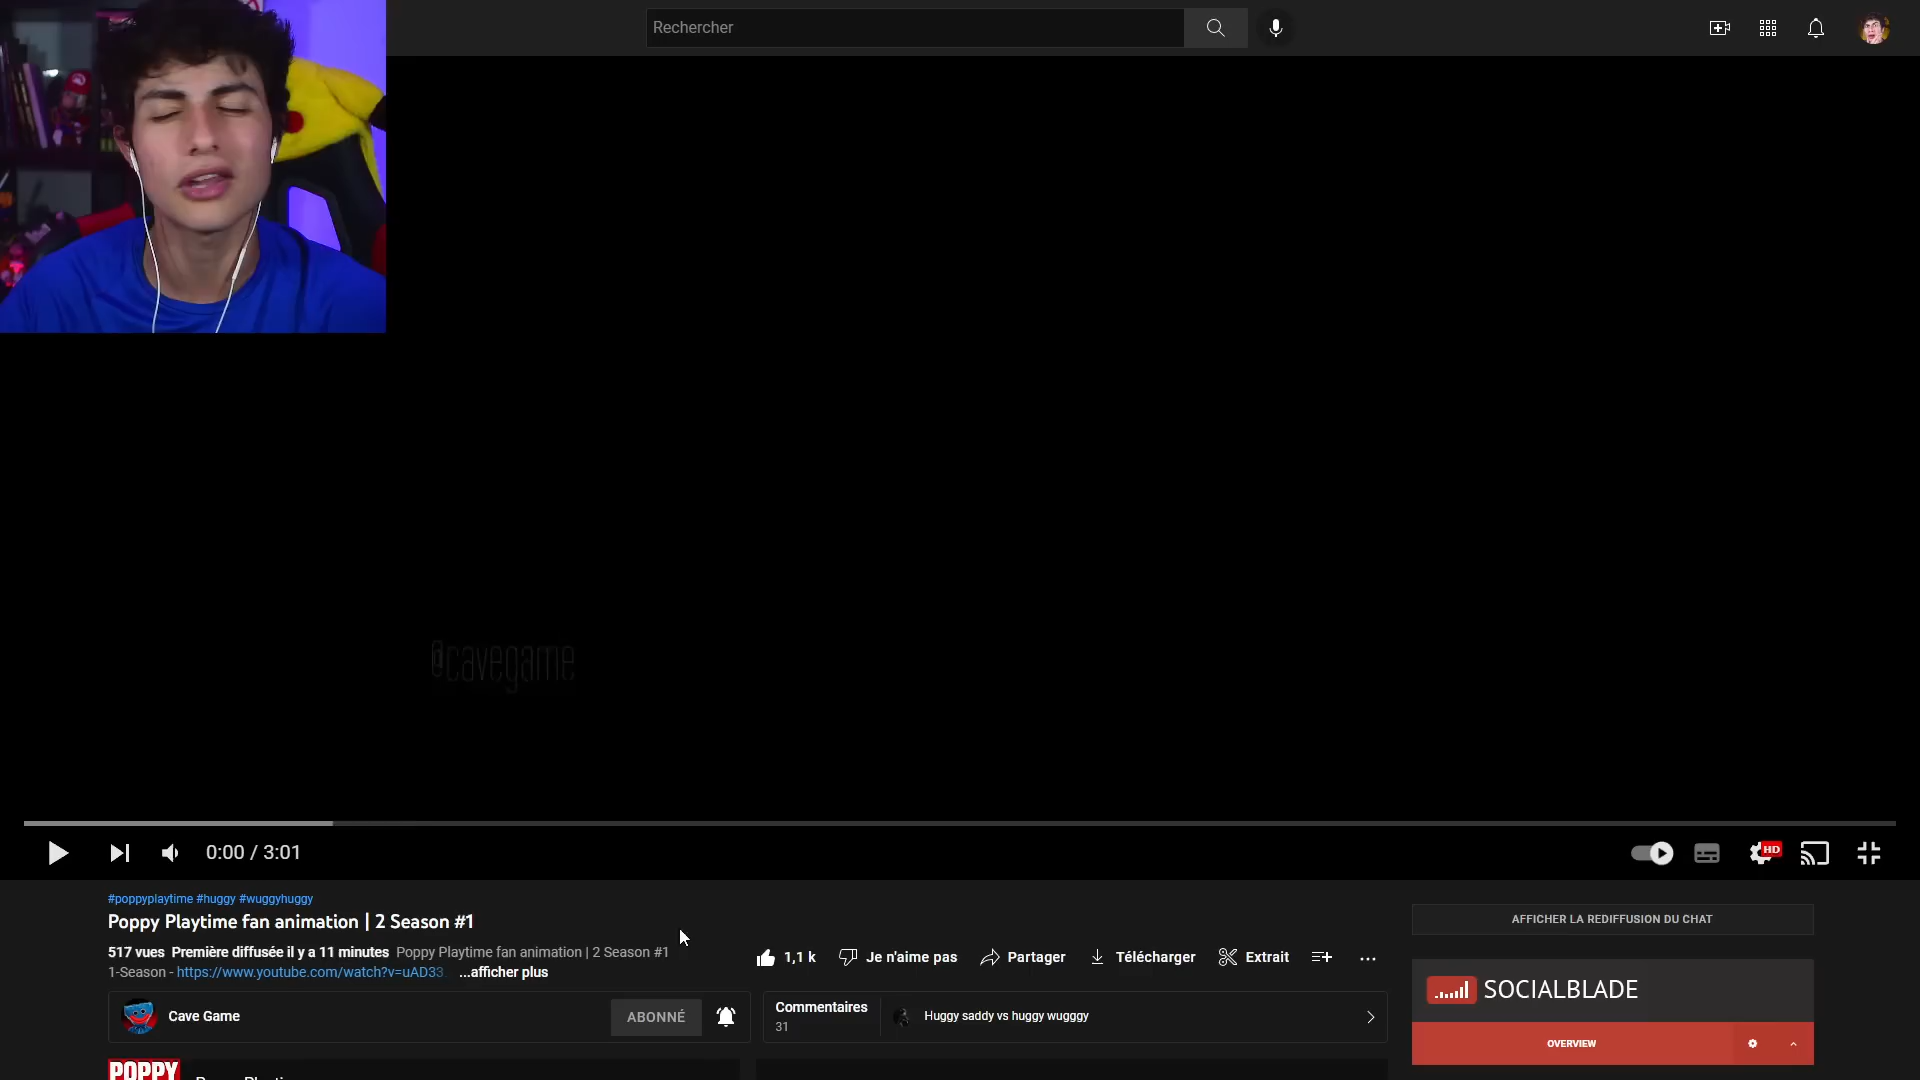 Rechercher
@cavegame
0:00 / 3:01
HD
#poppyplaytime #huggy #wuggyhuggy
Poppy Playtime fan animation | 2 Season #1
517 vues Première diffusée il y a 11 minutes Poppy Playtime fan animation | 2 Season #1
1-Season - https://www.youtube.com/watch?v=uAD33
...afficher plus
1,1 k
Je n'aime pas
Partager
Télécharger
Extrait
AFFICHER LA REDIFFUSION DU CHAT
SOCIALBLADE
OVERVIEW
Cave Game
ABONNÉ
Commentaires
31
Huggy saddy vs huggy wugggy
POPPY